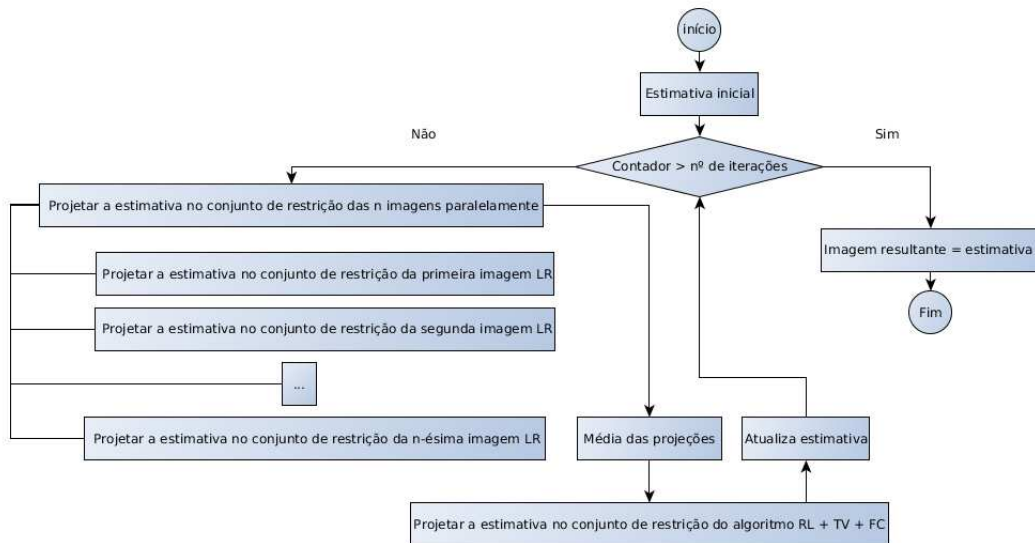 início
Estimativa inicial
Não
Sim
Contador > nº de iterações
Projetar a estimativa no conjunto de restrição das n imagens paralelamente
Imagem resultante = estimativa
Projetar a estimativa no conjunto de restrição da primeira imagem LR
Fim
Projetar a estimativa no conjunto de restrição da segunda imagem LR
...
Projetar a estimativa no conjunto de restrição da n-ésima imagem LR
Média das projeções
Atualiza estimativa
Projetar a estimativa no conjunto de restrição do algoritmo RL + TV + FC